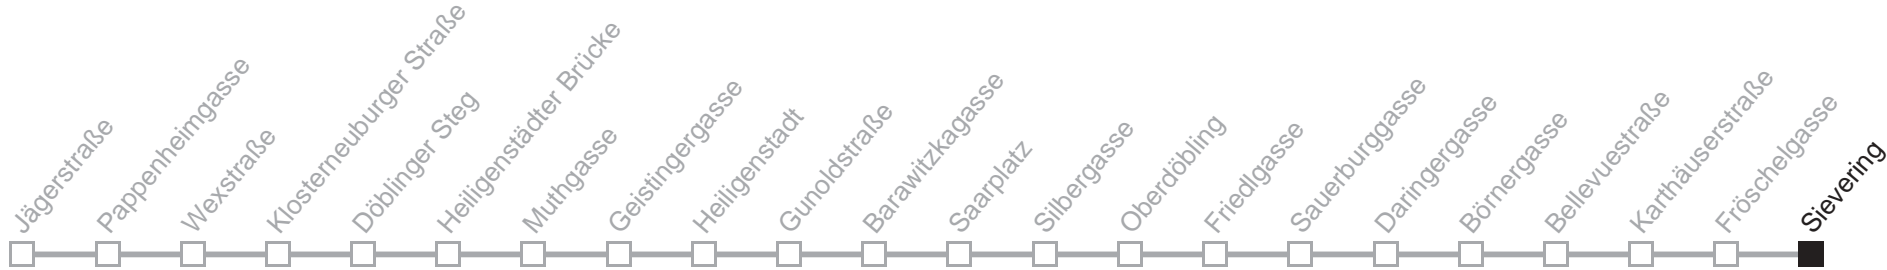 Jägerstraße
Pappenheimgasse
Wexstraße
Klosterneuburger Straße
Döblinger Steg
Heiligenstädter Brücke
Muthgasse
Geistingergasse
Heiligenstadt
Gunoldstraße
Barawitzkagasse
Saarplatz
Silbergasse
Oberdöbling
Friedlgasse
Sauerburggasse
Daringergasse
Börnergasse
Bellevuestraße
Karthäuserstraße
Fröschelgasse
Sievering